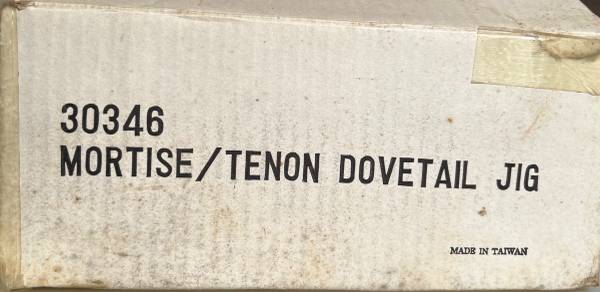 30346
MORTISE/TENON DOVETAIL JIG
MADE IN TAIWAN